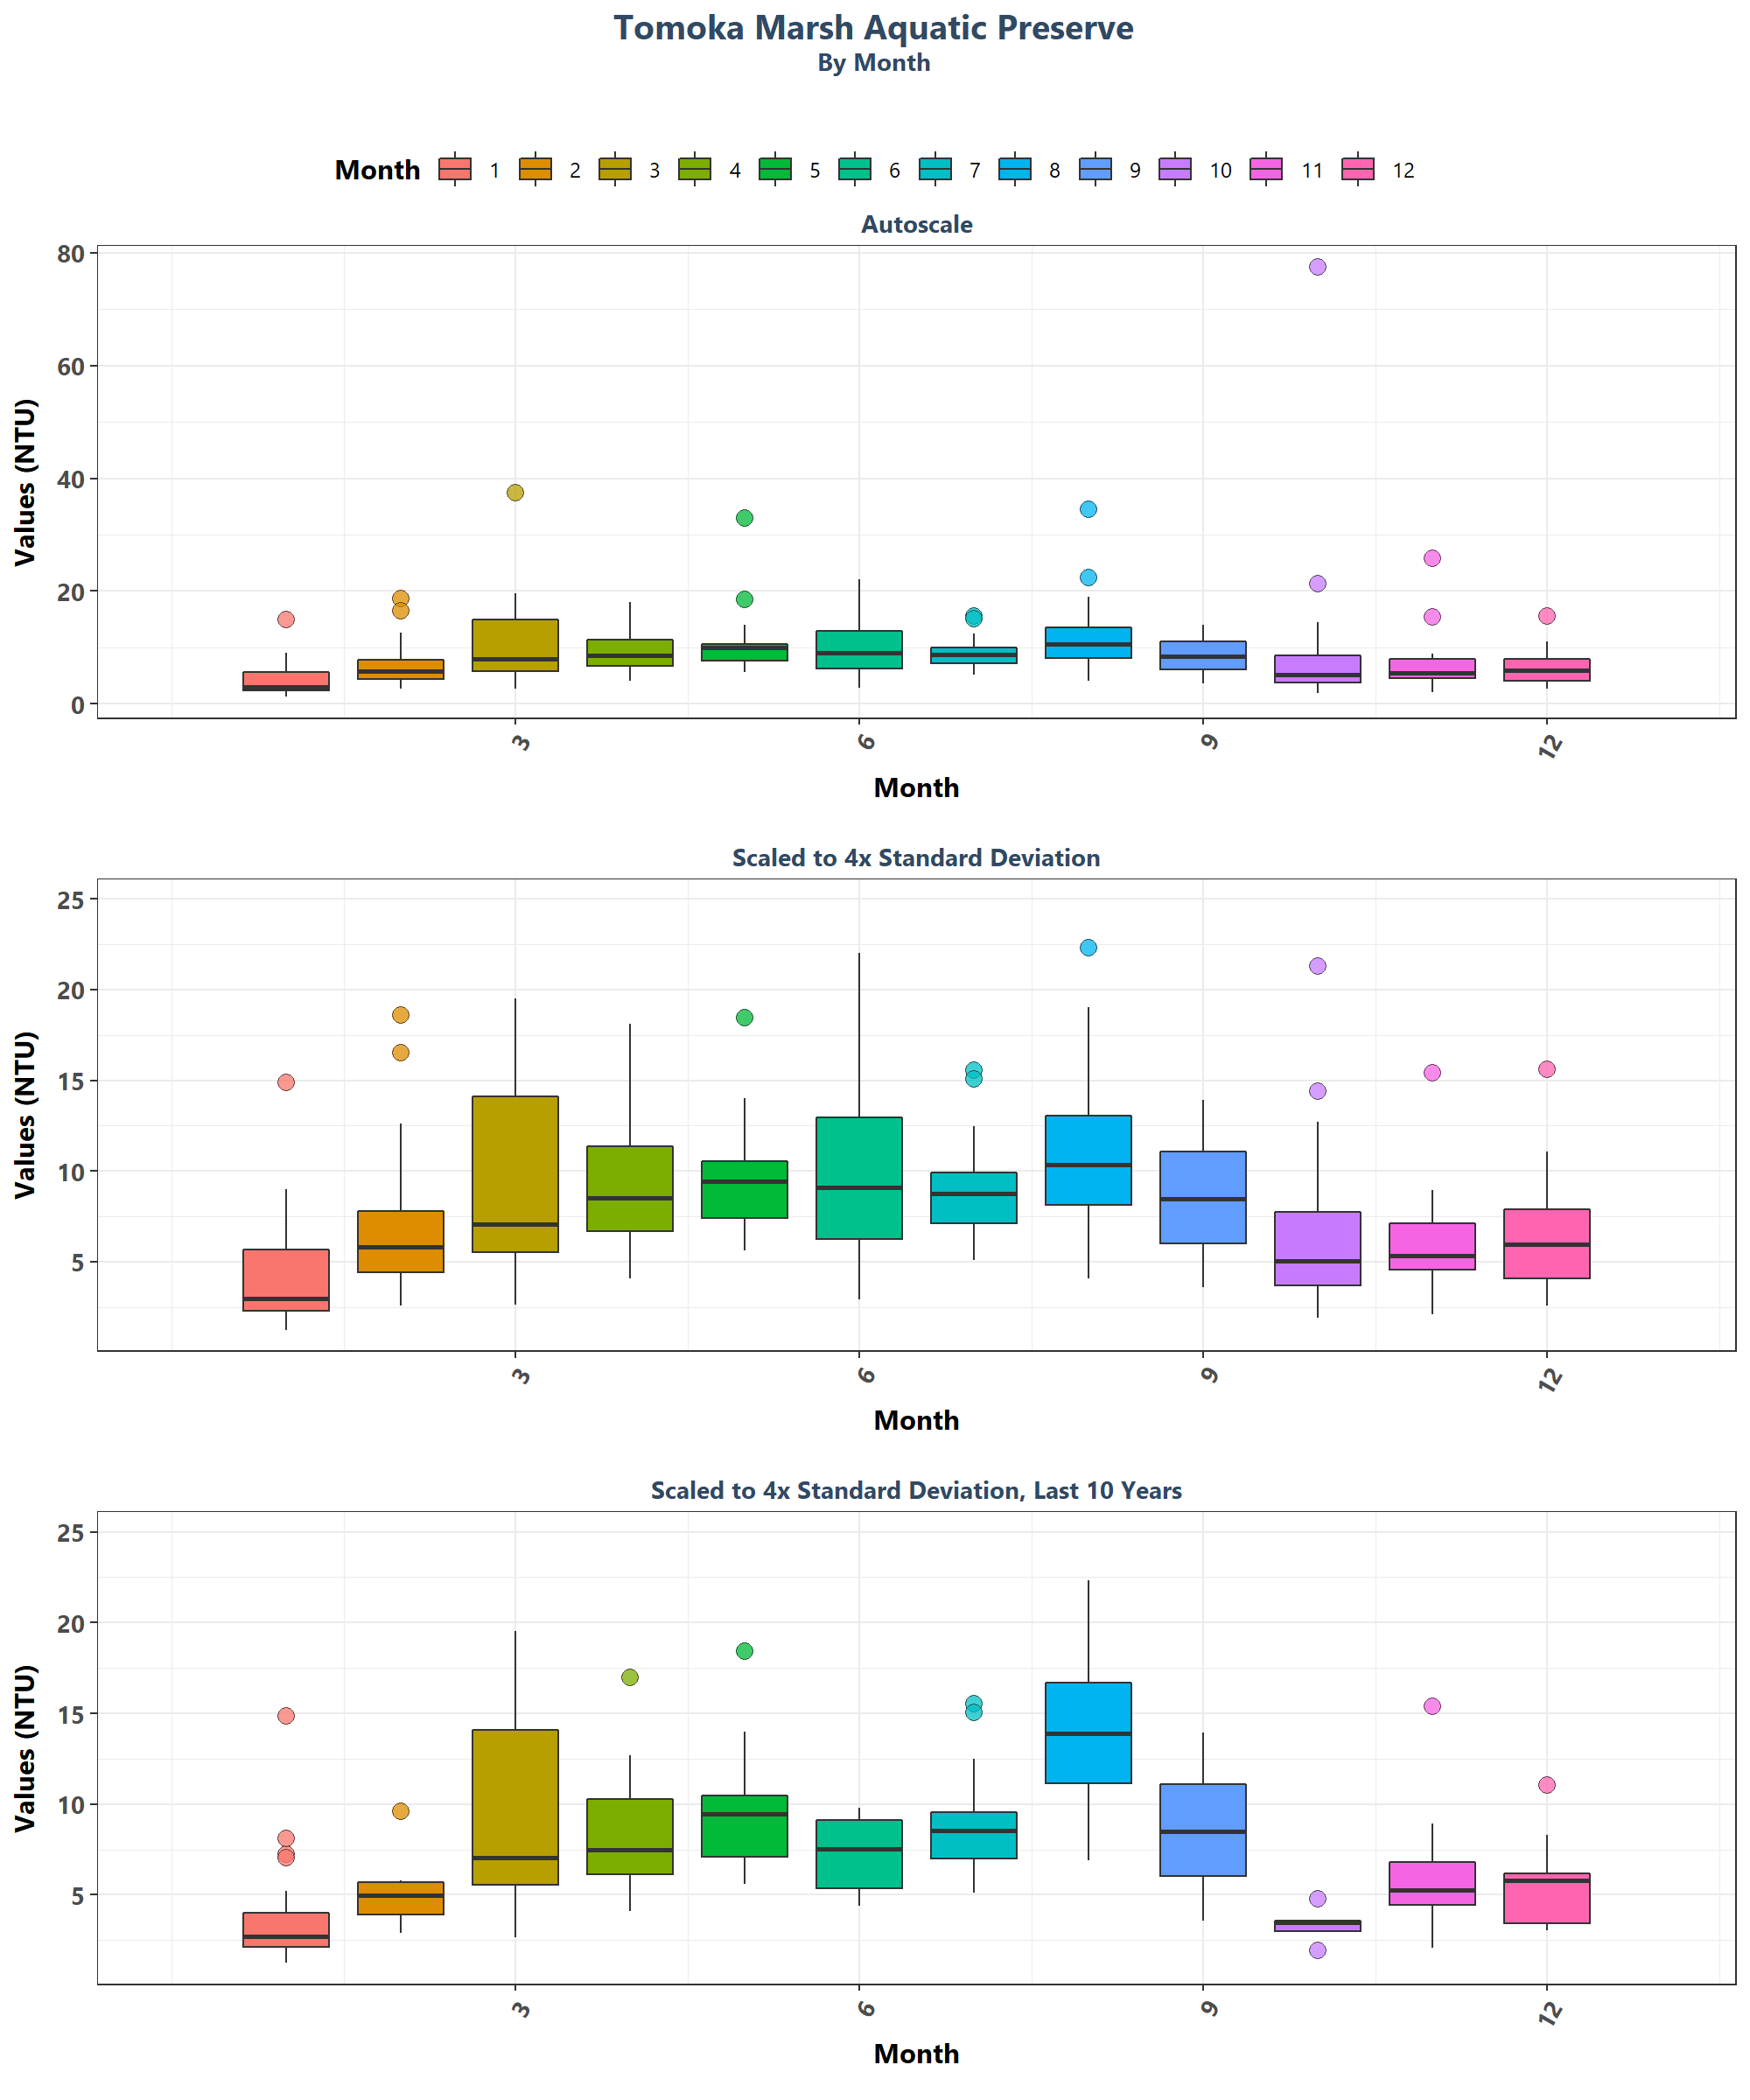 Tomoka Marsh Aquatic Preserve
By Month
Month 1 2 3 4 5 6 7 8 9 10 11 12
Autoscale
80
60
40
20
0
Values (NTU)
3 6 9 12
Month
Scaled to 4x Standard Deviation
25
20
15
10
5
Values (NTU)
3 6 9 12
Month
Scaled to 4x Standard Deviation, Last 10 Years
25
20
15
10
5
Values (NTU)
3 6 9 12
Month